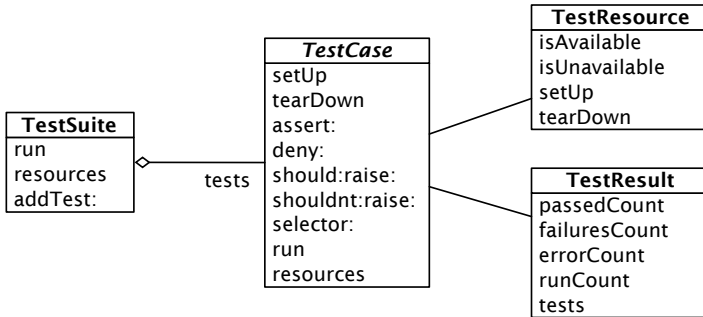 TestSuite
run
resources
addTest:
tests
TestCase
setUp
tearDown
assert:
deny:
should:raise:
shouldnt:raise:
selector:
run
resources
TestResource
isAvailable
isUnavailable
setUp
tearDown
TestResult
passedCount
failuresCount
errorCount
runCount
tests